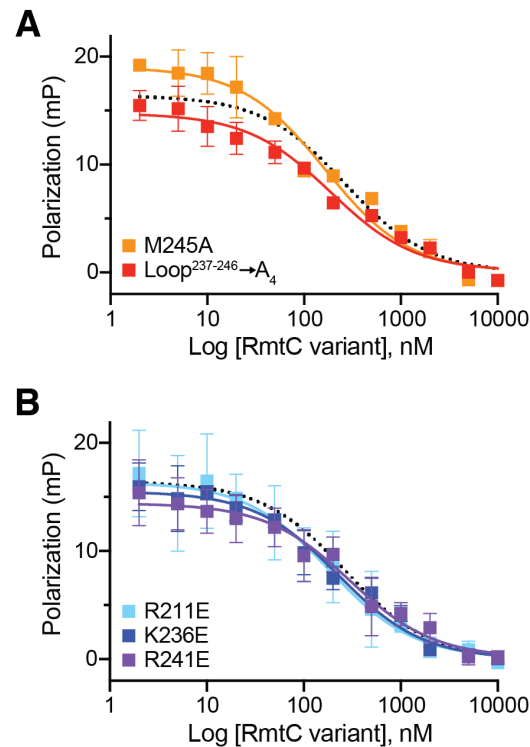 A
Polarization (mP)
20
10
0
M245A
Loop²³⁷⁻²⁴⁶→A₄
1 10 100 1000 10000
Log [RmtC variant], nM
B
Polarization (mP)
20
10
0
R211E
K236E
R241E
1 10 100 1000 10000
Log [RmtC variant], nM